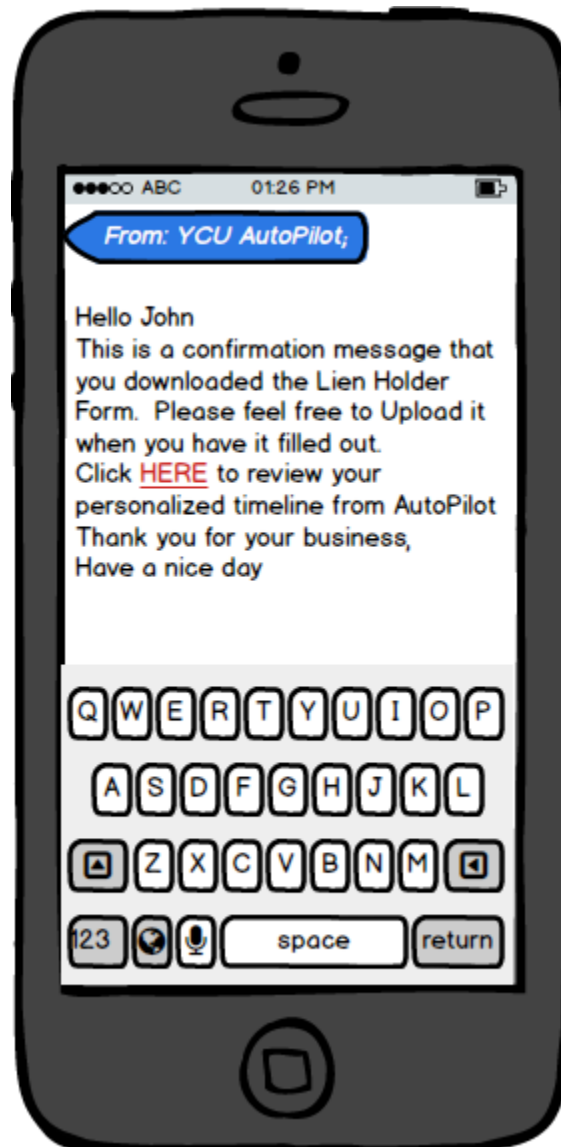 ABC 01:26 PM
From: YCU AutoPilot;
Hello John
This is a confirmation message that
you downloaded the Lien Holder
Form. Please feel free to Upload it
when you have it filled out.
Click HERE to review your
personalized timeline from AutoPilot
Thank you for your business,
Have a nice day
Q W E R T Y U I O P
A S D F G H J K L
Z X C V B N M
123 space return